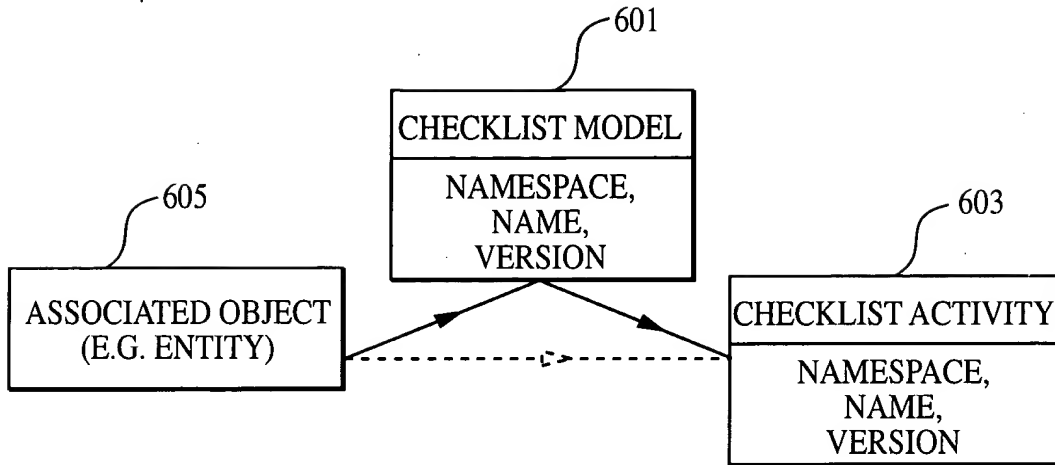 601
CHECKLIST MODEL
NAMESPACE,
NAME,
VERSION
605
ASSOCIATED OBJECT
(E.G. ENTITY)
603
CHECKLIST ACTIVITY
NAMESPACE,
NAME,
VERSION